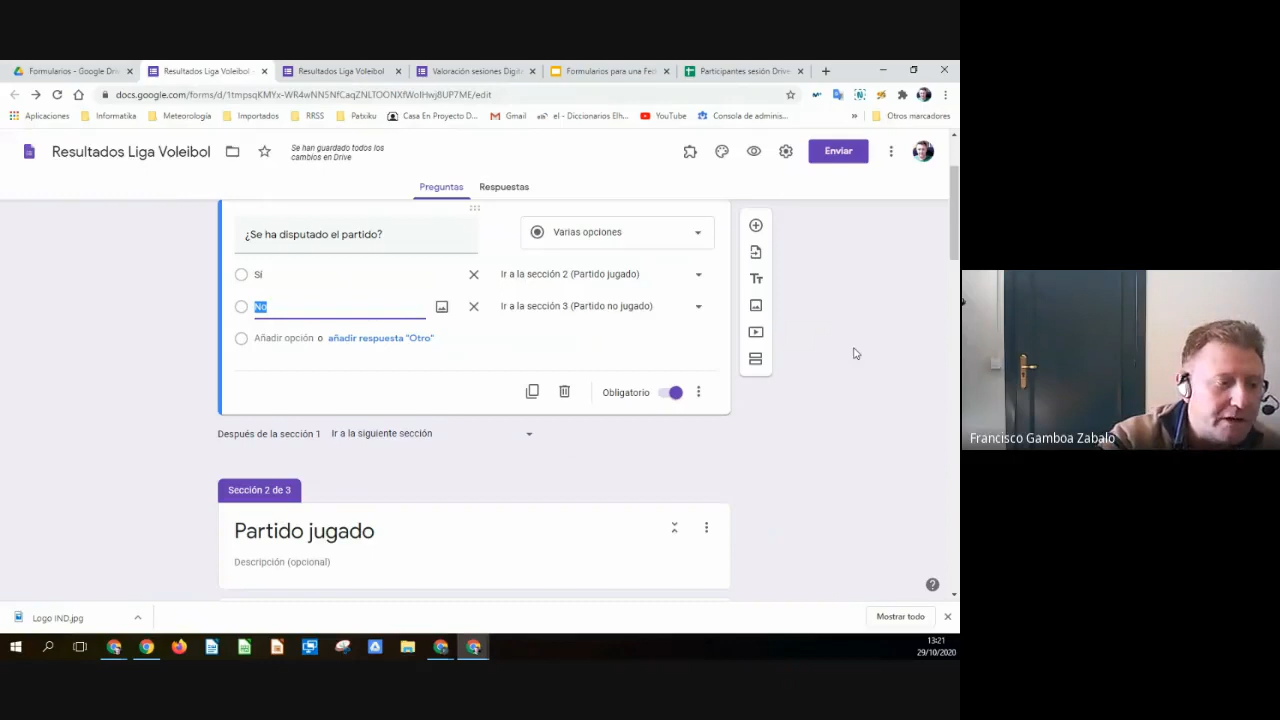 Formularios - Google Dri
Resultados Liga Voleibol -
Resultados Liga Voleibol
Valoración sesiones Digit
Formularios para una Fed
Participantes sesión Drive
docs.google.com/forms/d/1tmpsqKMYx-WR4wNN5NfCaqZNLTOONXfWoIHwj8UP7ME/edit
Aplicaciones
Informatika
Meteorología
Importados
RRSS
Patxiku
Casa En Proyecto D...
Gmail
el - Diccionarios Elh...
YouTube
Consola de adminis...
»
Otros marcadores
Resultados Liga Voleibol
Se han guardado todos los
cambios en Drive
Enviar
Preguntas
Respuestas
¿Se ha disputado el partido?
Varias opciones
Sí
Ir a la sección 2 (Partido jugado)
No
Ir a la sección 3 (Partido no jugado)
Añadir opción o añadir respuesta "Otro"
Tт
Obligatorio
Después de la sección 1 Ir a la siguiente sección
Sección 2 de 3
Partido jugado
Descripción (opcional)
Logo IND.jpg
Mostrar todo
13:21
29/10/2020
Francisco Gamboa Zabalo